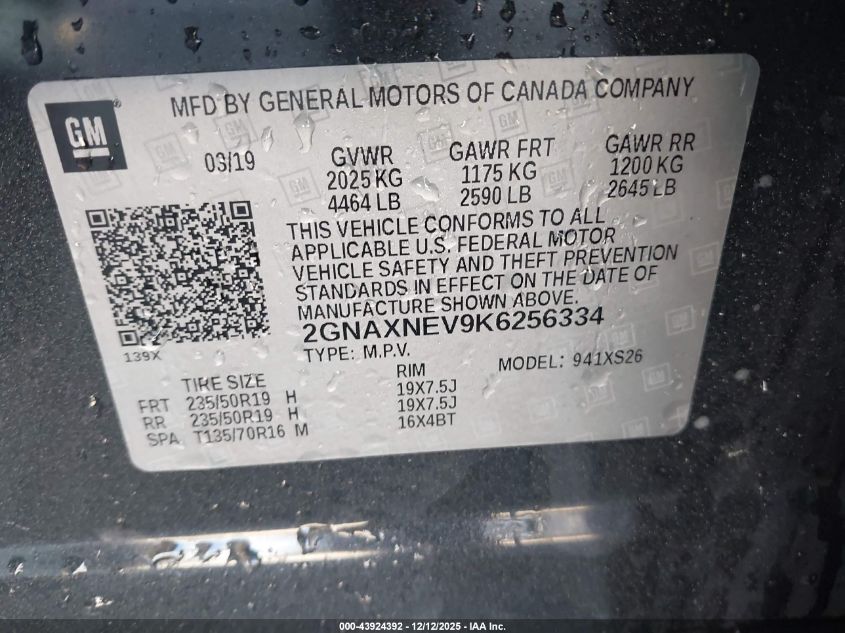 GM
MFD BY GENERAL MOTORS OF CANADA COMPANY
03/19
GVWR GAWR FRT GAWR RR
2025 KG 1175 KG 1200 KG
4464 LB 2590 LB 2645 LB
THIS VEHICLE CONFORMS TO ALL
APPLICABLE U.S. FEDERAL MOTOR
VEHICLE SAFETY AND THEFT PREVENTION
STANDARDS IN EFFECT ON THE DATE OF
MANUFACTURE SHOWN ABOVE.
2GNAXNEV9K6256334
139X
TYPE: M.P.V. MODEL: 941XS26
TIRE SIZE RIM
FRT 235/50R19 H 19X7.5J
RR 235/50R19 H 19X7.5J
SPA T135/70R16 M 16X4BT
000-43924392 - 12/12/2025 - IAA Inc.